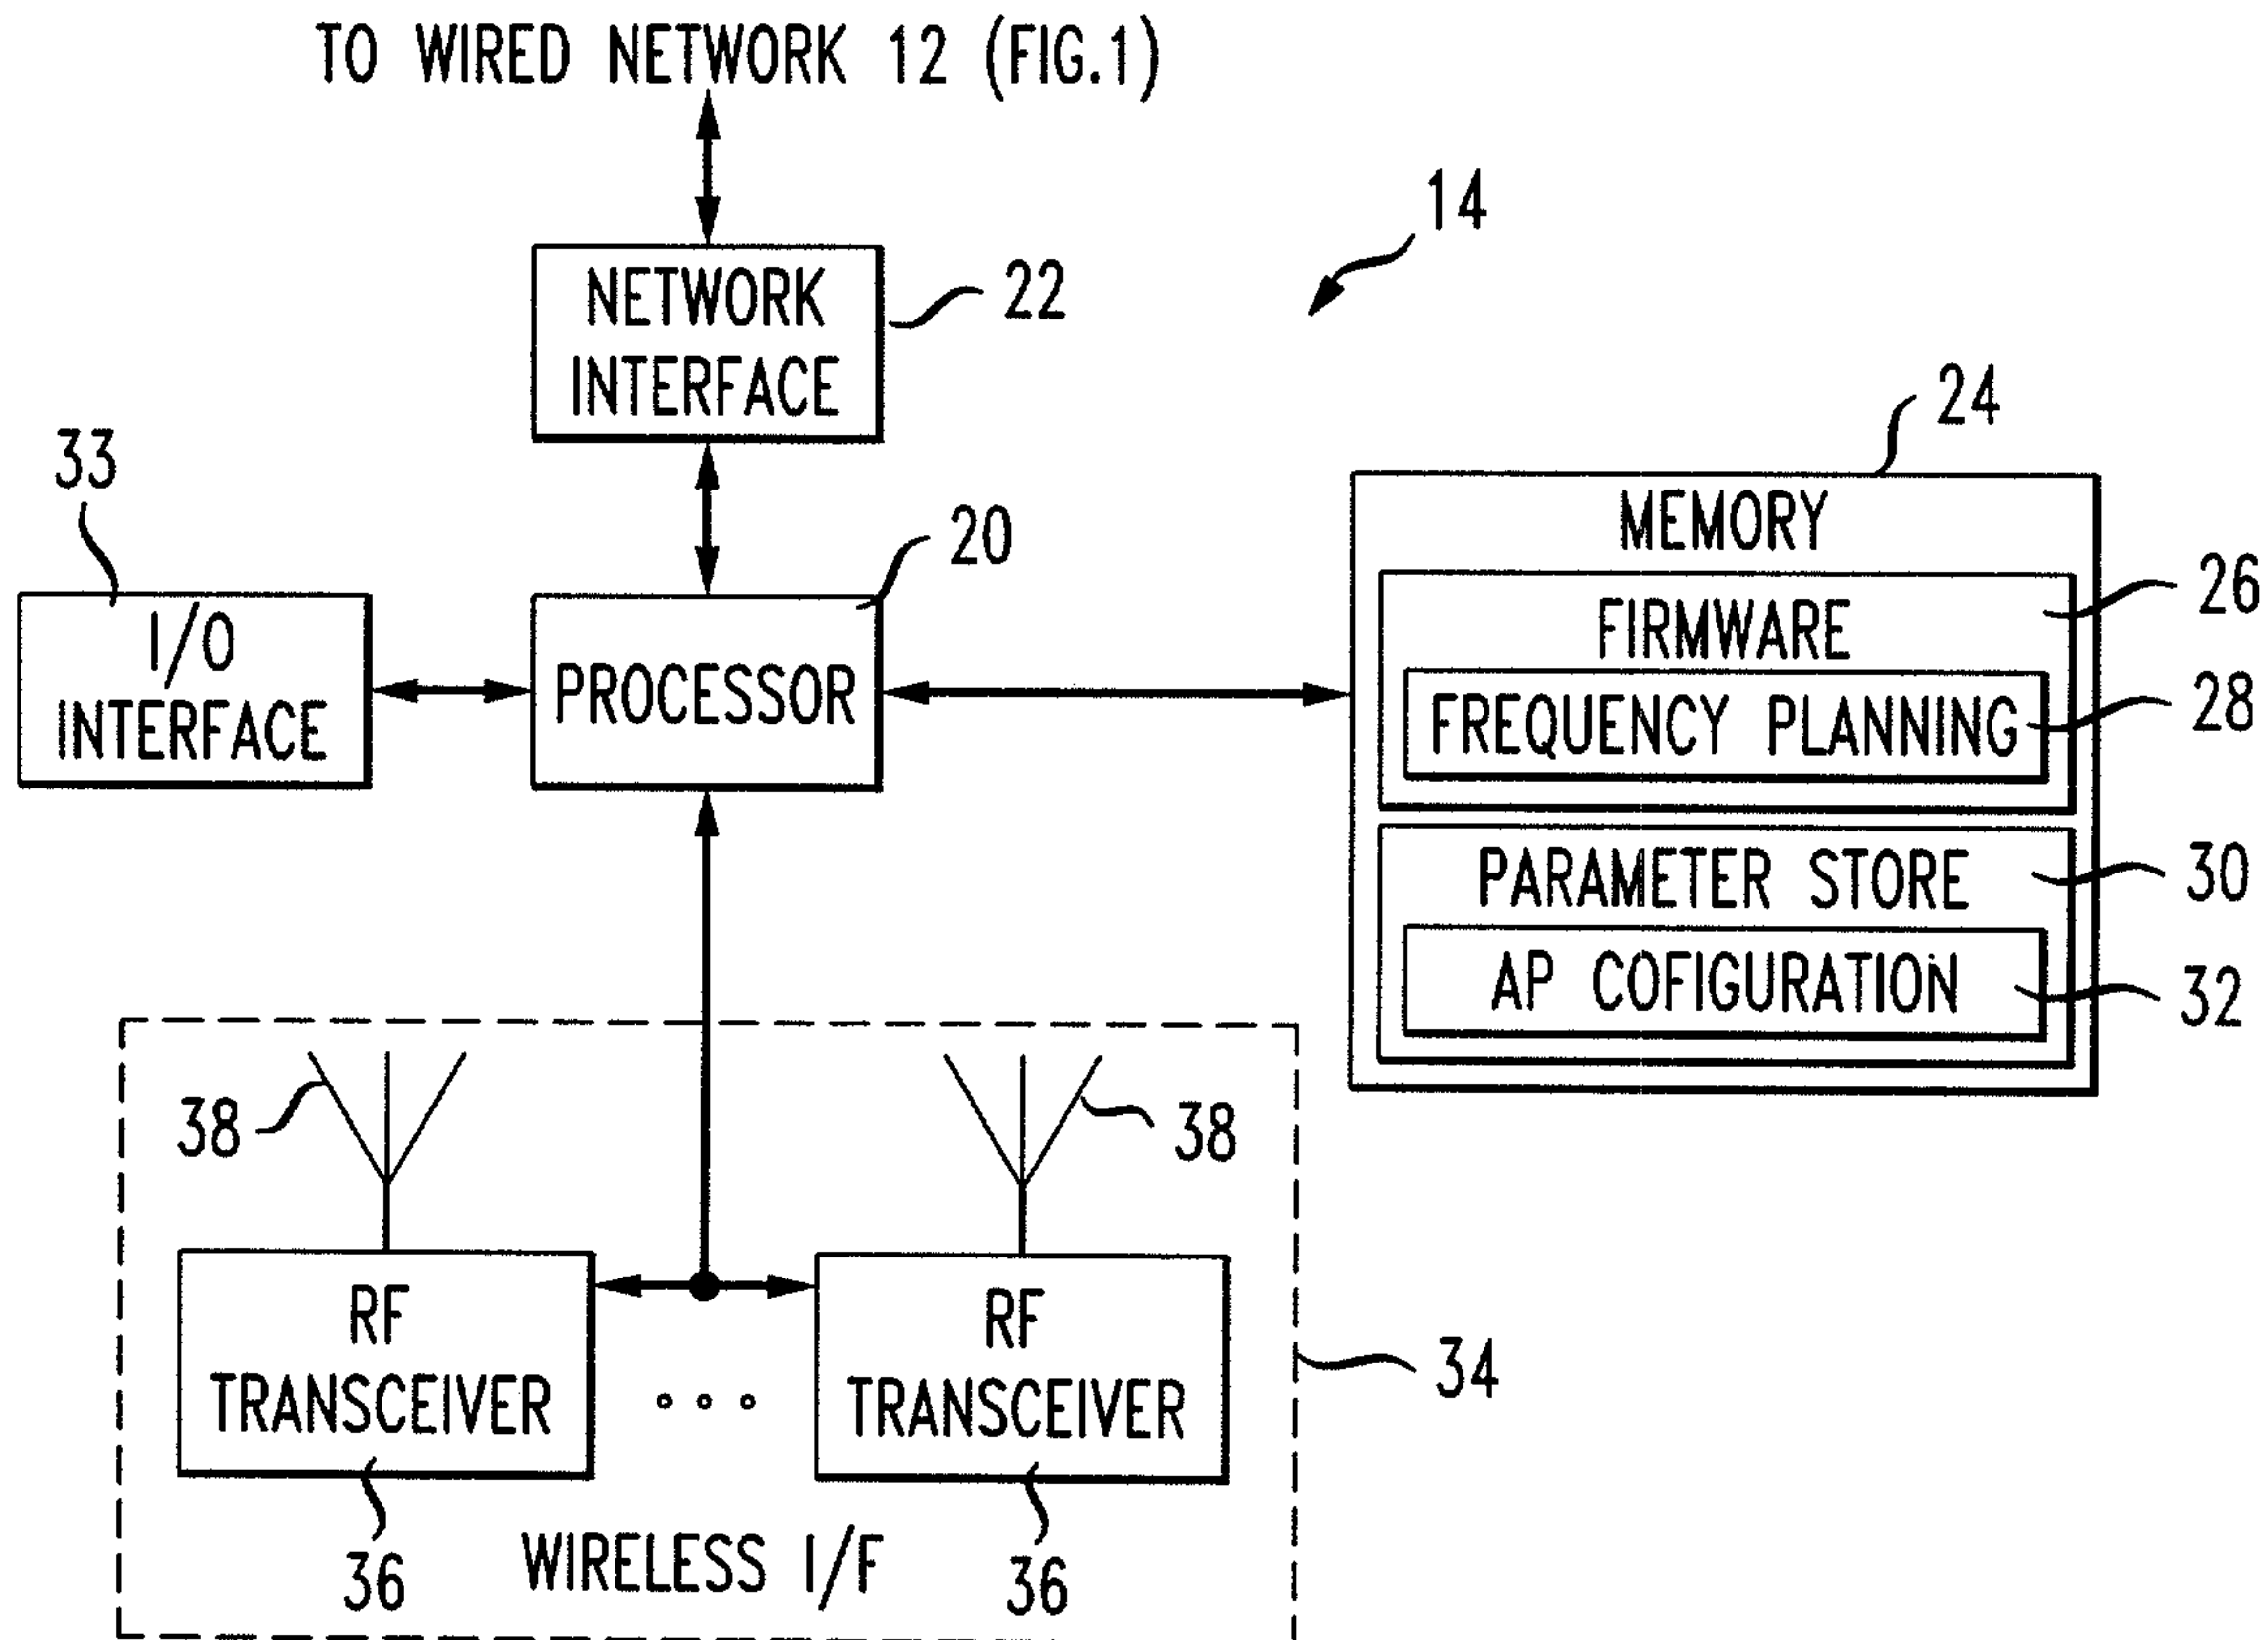 TO WIRED NETWORK 12 (FIG.1)
14
NETWORK
INTERFACE
22
24
33
20
MEMORY
26
I/O
INTERFACE
PROCESSOR
FIRMWARE
FREQUENCY PLANNING
28
PARAMETER STORE
30
AP COFIGURATION
32
38
38
RF
TRANSCEIVER
RF
TRANSCEIVER
34
36
WIRELESS I/F
36